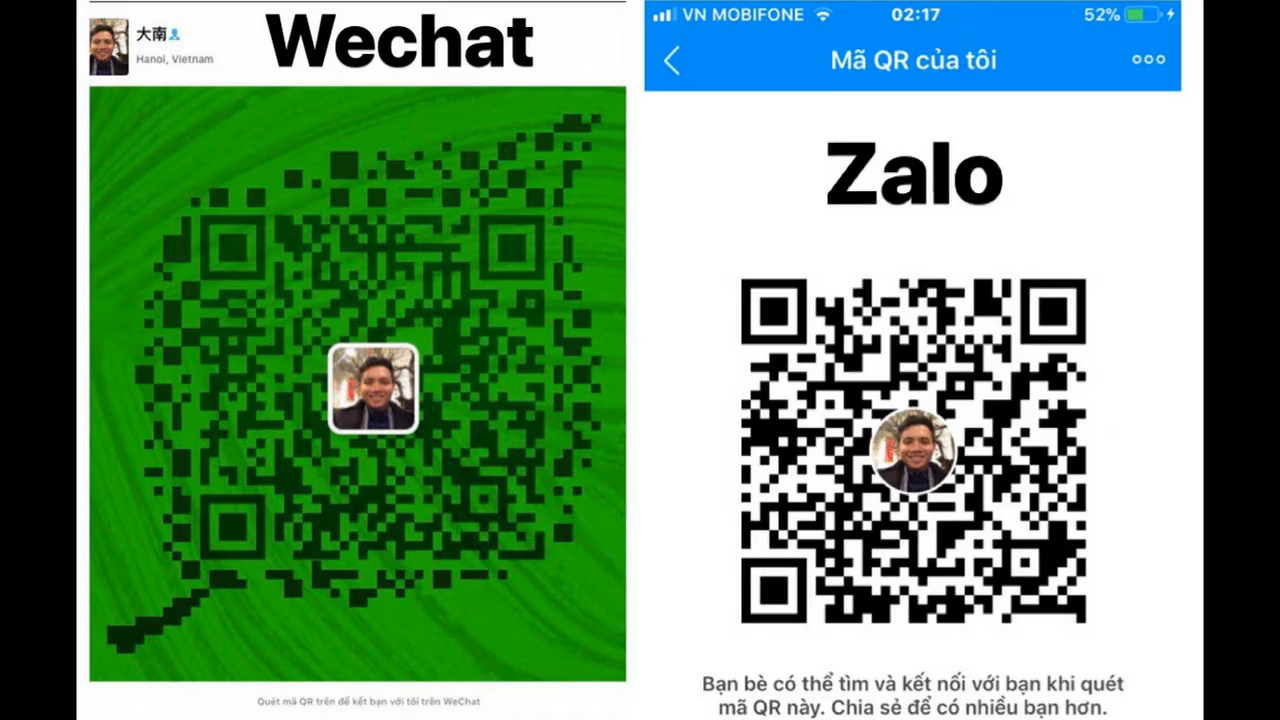 大南
Hanoi, Vietnam
Wechat
Quét mã QR trên để kết bạn với tôi trên WeChat
VN MOBIFONE
02:17
52%
Mã QR của tôi
Zalo
Bạn bè có thể tìm và kết nối với bạn khi quét
mã QR này. Chia sẻ để có nhiều bạn hơn.